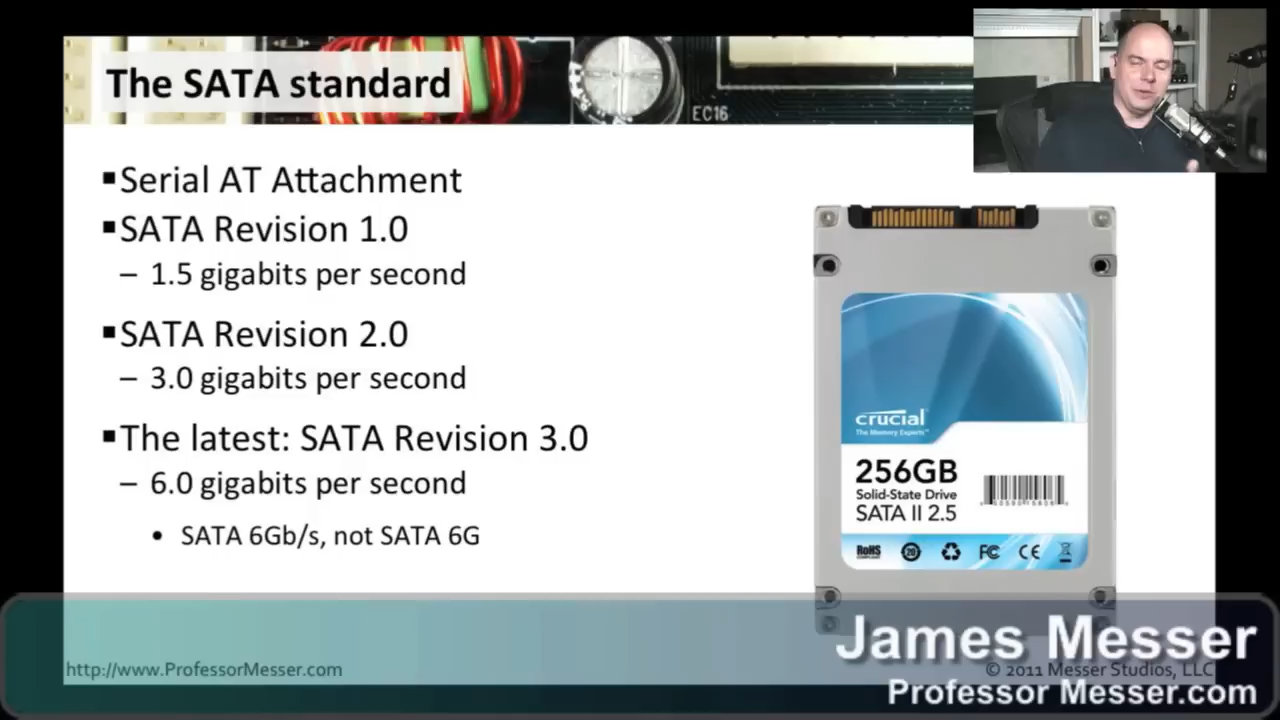 The SATA standard
EC16
▪Serial AT Attachment
▪SATA Revision 1.0
– 1.5 gigabits per second
▪SATA Revision 2.0
– 3.0 gigabits per second
▪The latest: SATA Revision 3.0
– 6.0 gigabits per second
• SATA 6Gb/s, not SATA 6G
crucial
The Memory Experts™
256GB
Solid-State Drive
SATA II 2.5
RoHS
COMPLIANT
20
FC CE
James Messer
http://www.ProfessorMesser.com
© 2011 Messer Studios, LLC
Professor Messer.com